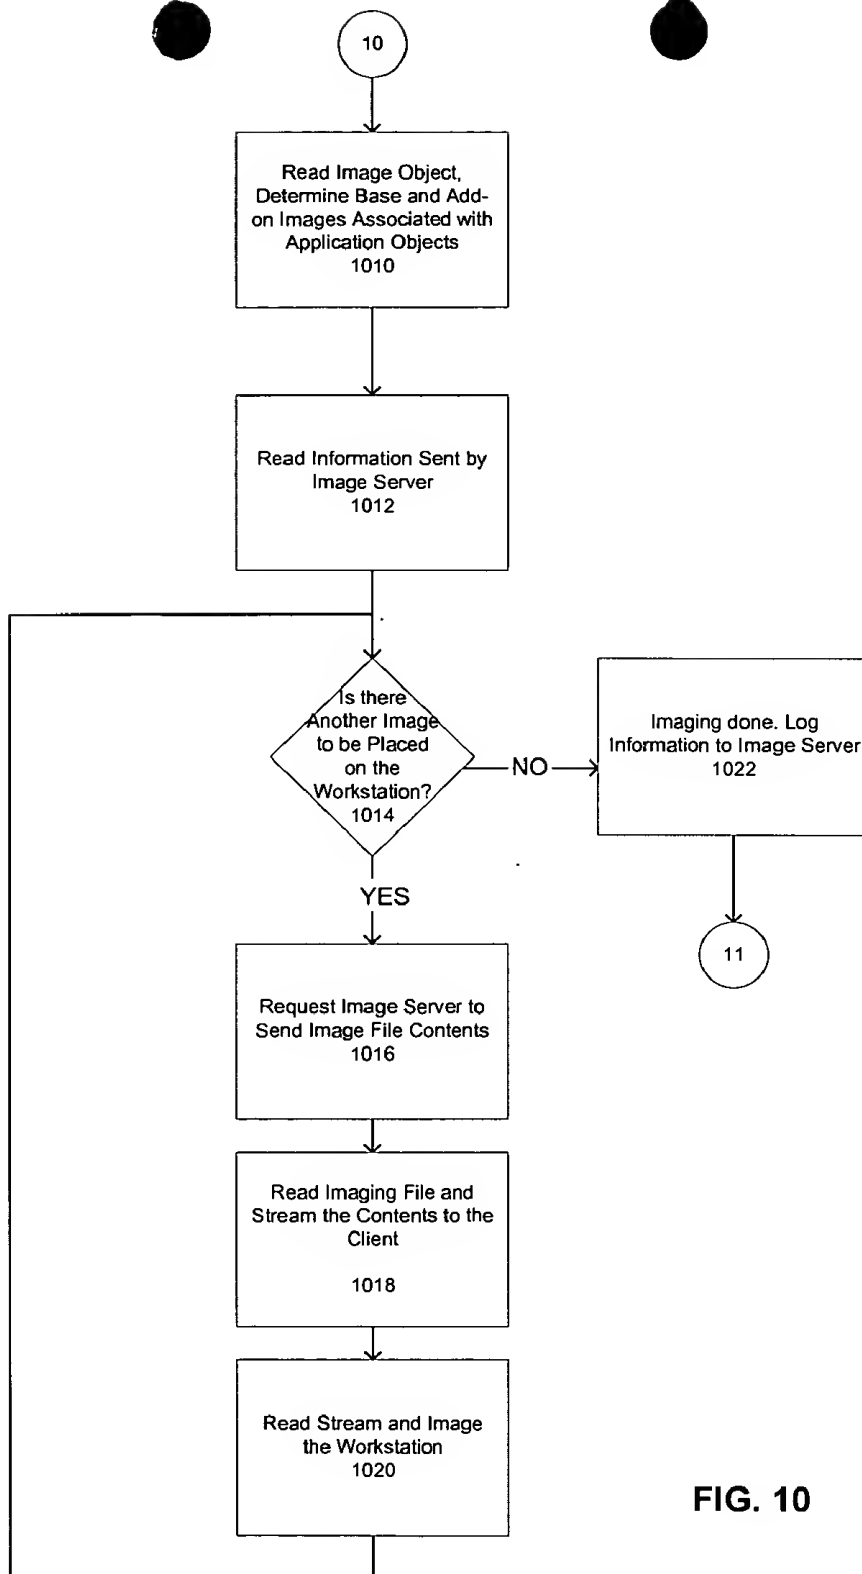 10
Read Image Object,
Determine Base and Add-
on Images Associated with
Application Objects
1010
Read Information Sent by
Image Server
1012
Is there
Another Image
to be Placed
on the
Workstation?
1014
NO
Imaging done. Log
Information to Image Server
1022
YES
11
Request Image Server to
Send Image File Contents
1016
Read Imaging File and
Stream the Contents to the
Client
1018
Read Stream and Image
the Workstation
1020
FIG. 10